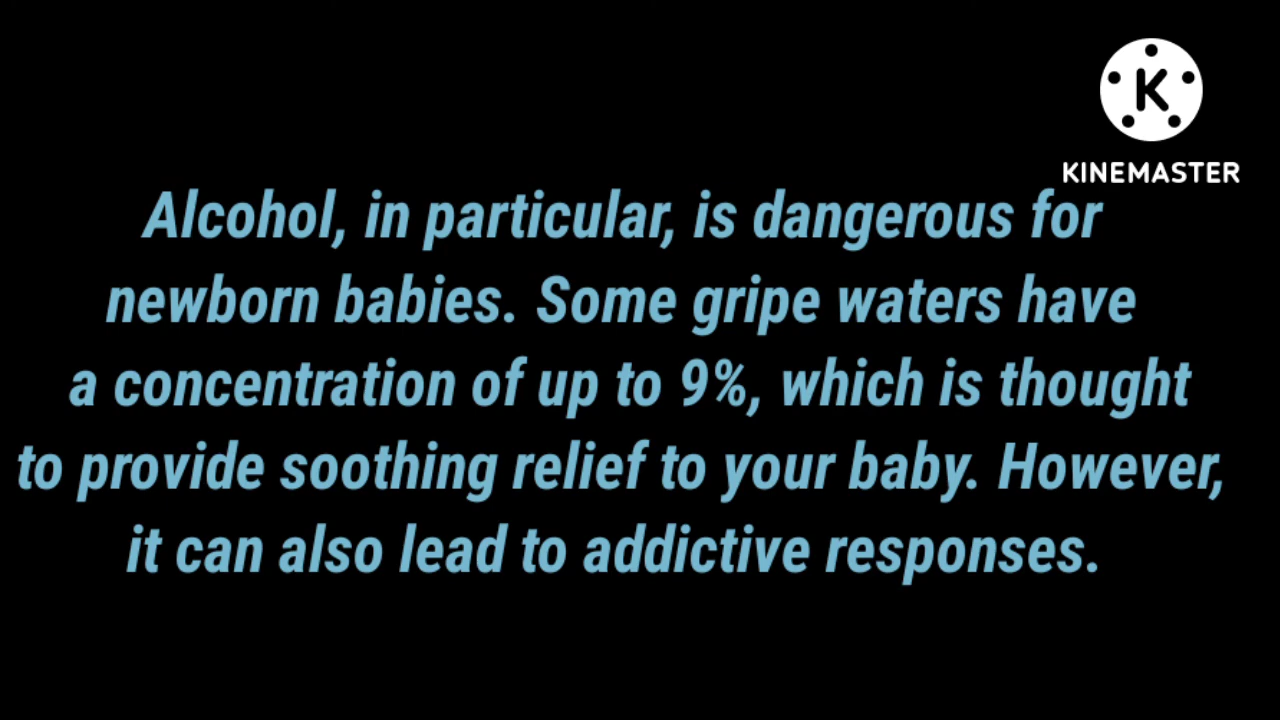 K
KINEMASTER
Alcohol, in particular, is dangerous for
newborn babies. Some gripe waters have
a concentration of up to 9%, which is thought
to provide soothing relief to your baby. However,
it can also lead to addictive responses.